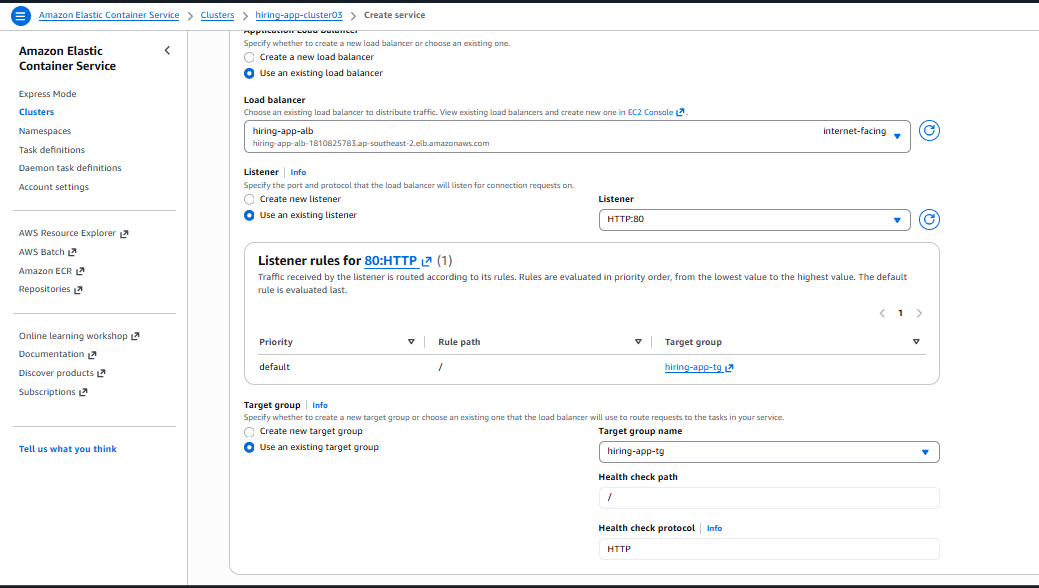 Amazon Elastic Container Service > Clusters > hiring-app-cluster03 > Create service
Amazon Elastic
Container Service
Express Mode
Clusters
Namespaces
Task definitions
Daemon task definitions
Account settings
AWS Resource Explorer
AWS Batch
Amazon ECR
Repositories
Online learning workshop
Documentation
Discover products
Subscriptions
Tell us what you think
Application Load Balancer
Specify whether to create a new load balancer or choose an existing one.
Create a new load balancer
Use an existing load balancer
Load balancer
Choose an existing load balancer to distribute traffic. View existing load balancers and create new one in EC2 Console.
hiring-app-alb internet-facing
hiring-app-alb-1810825783.ap-southeast-2.elb.amazonaws.com
Listener | Info
Specify the port and protocol that the load balancer will listen for connection requests on.
Create new listener
Use an existing listener
Listener
HTTP:80
Listener rules for 80:HTTP (1)
Traffic received by the listener is routed according to its rules. Rules are evaluated in priority order, from the lowest value to the highest value. The default
rule is evaluated last.
< 1 >
Priority Rule path Target group
default / hiring-app-tg
Target group | Info
Specify whether to create a new target group or choose an existing one that the load balancer will use to route requests to the tasks in your service.
Create new target group
Use an existing target group
Target group name
hiring-app-tg
Health check path
/
Health check protocol | Info
HTTP